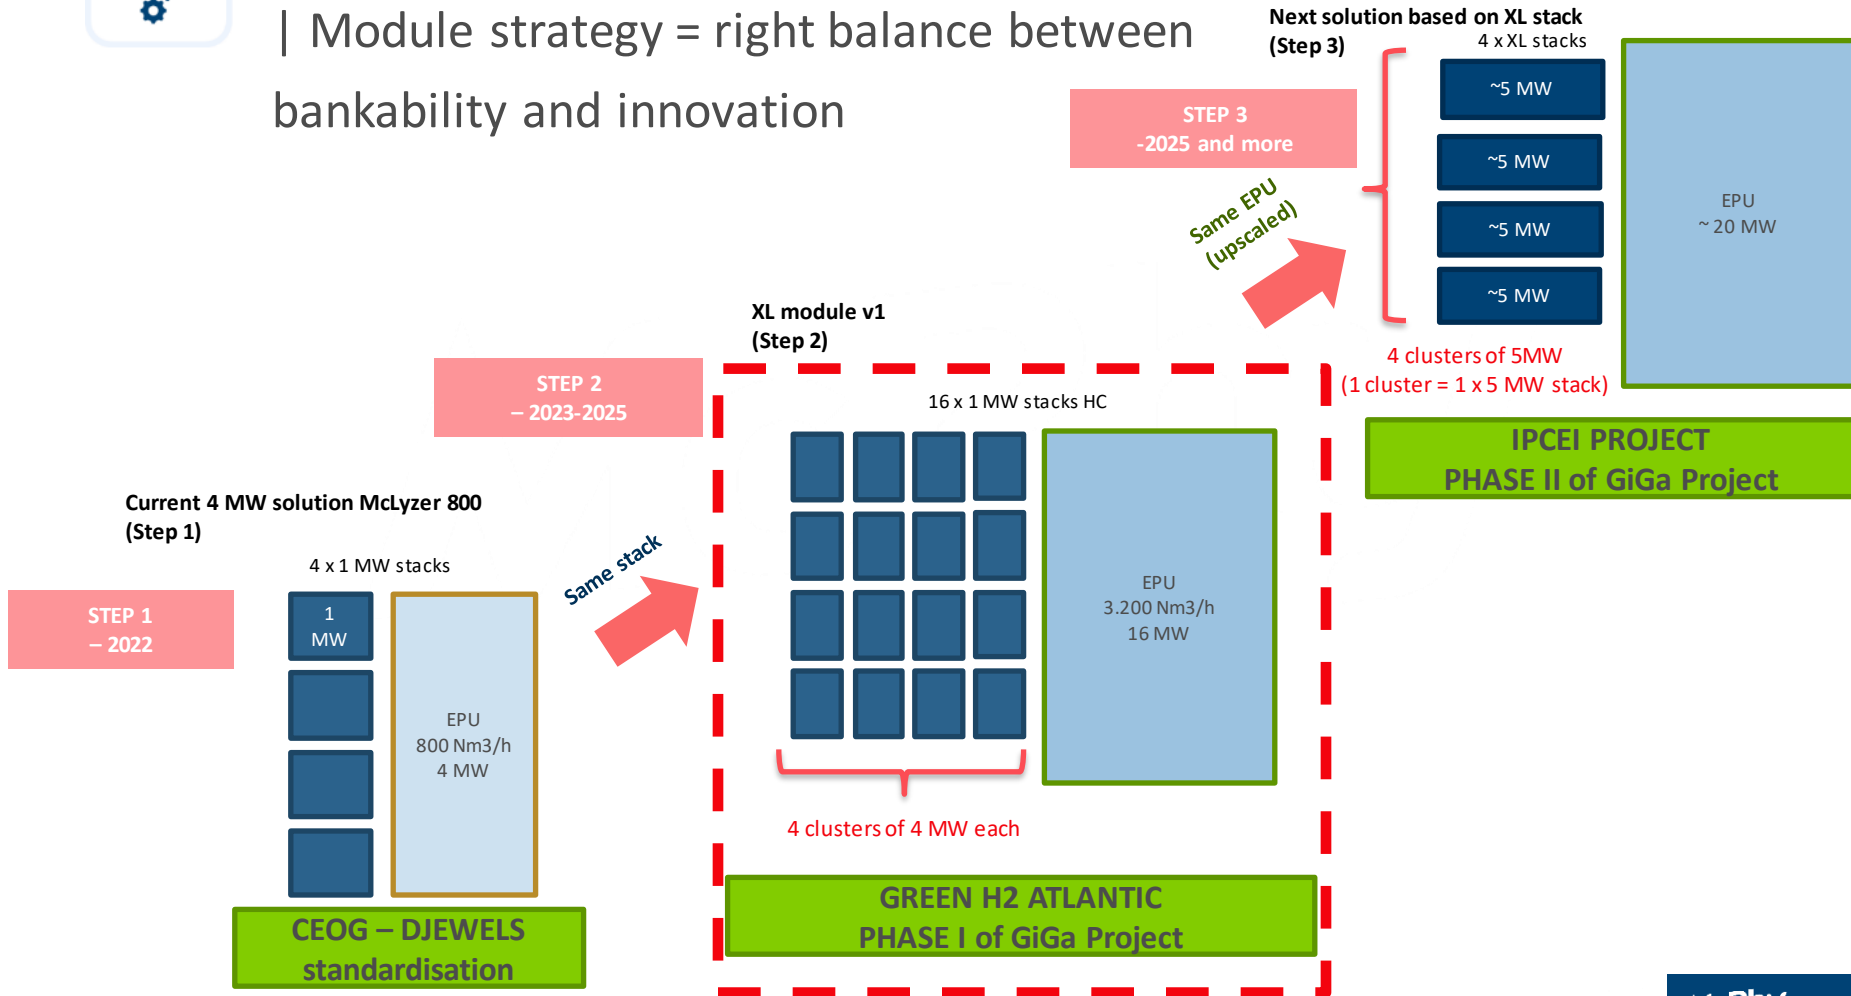 | Module strategy = right balance between
bankability and innovation
Next solution based on XL stack
(Step 3)
4 x XL stacks
STEP 3
-2025 and more
~5 MW
~5 MW
~5 MW
~5 MW
EPU
~ 20 MW
Same EPU
(upscaled)
4 clusters of 5MW
(1 cluster = 1 x 5 MW stack)
IPCEI PROJECT
PHASE II of GiGa Project
XL module v1
(Step 2)
STEP 2
– 2023-2025
16 x 1 MW stacks HC
EPU
3.200 Nm3/h
16 MW
4 clusters of 4 MW each
GREEN H2 ATLANTIC
PHASE I of GiGa Project
Same stack
Current 4 MW solution McLyzer 800
(Step 1)
4 x 1 MW stacks
STEP 1
– 2022
1
MW
EPU
800 Nm3/h
4 MW
CEOG – DJEWELS
standardisation